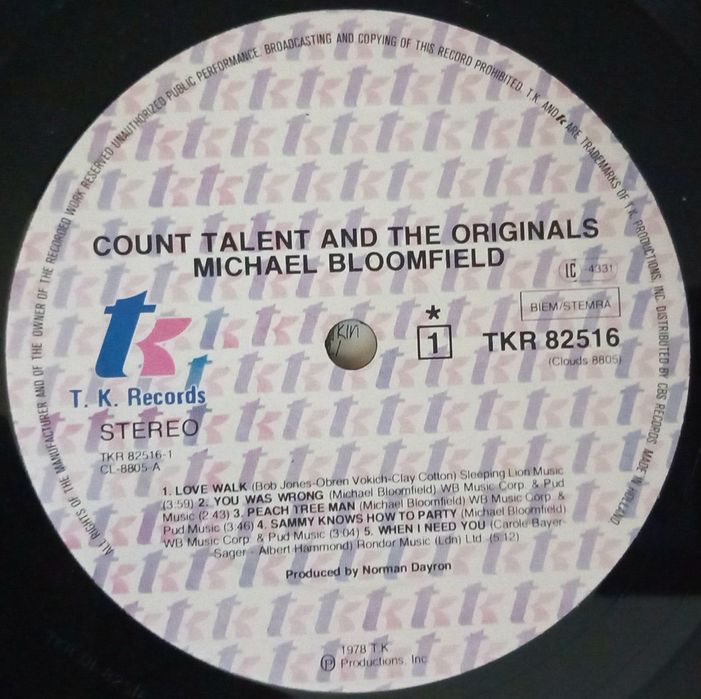 ALL RIGHTS OF THE MANUFACTURER AND OF THE OWNER OF THE RECORDED WORK RESERVED UNAUTHORIZED PUBLIC PERFORMANCE. BROADCASTING AND COPYING OF THIS RECORD PROHIBITED. T.K. AND tk ARE TRADEMARKS OF T.K. PRODUCTIONS INC. DISTRIBUTED BY CBS RECORDS MADE IN HOLLAND
COUNT TALENT AND THE ORIGINALS
MICHAEL BLOOMFIELD
LC -4331
BIEM/STEMRA
tk
*
1
TKR 82516
(Clouds 8805)
T. K. Records
STEREO
TKR 82516-1
CL-8805-A
1. LOVE WALK (Bob Jones-Obren Vokich-Clay Cotton) Sleeping Lion Music
(3:59) 2. YOU WAS WRONG (Michael Bloomfield) WB Music Corp. & Pud
Music (2 43) 3. PEACH TREE MAN (Michael Bloomfield) WB Music Corp &
Pud Music (3 46) 4. SAMMY KNOWS HOW TO PARTY (Michael Bloomfield)
WB Music Corp & Pud Music (3:04) 5. WHEN I NEED YOU (Carole Bayer-
Sager - Albert Hammond) Rondor Music (Ldn) Ltd. (5:12)
Produced by Norman Dayron
1978 T K
℗ Productions, Inc